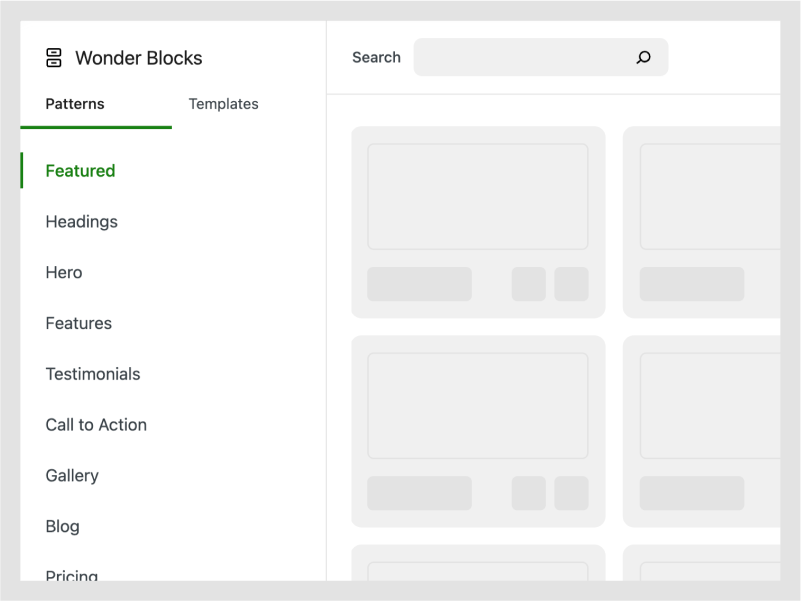 Wonder Blocks
Search
Patterns
Templates
Featured
Headings
Hero
Features
Testimonials
Call to Action
Gallery
Blog
Pricing